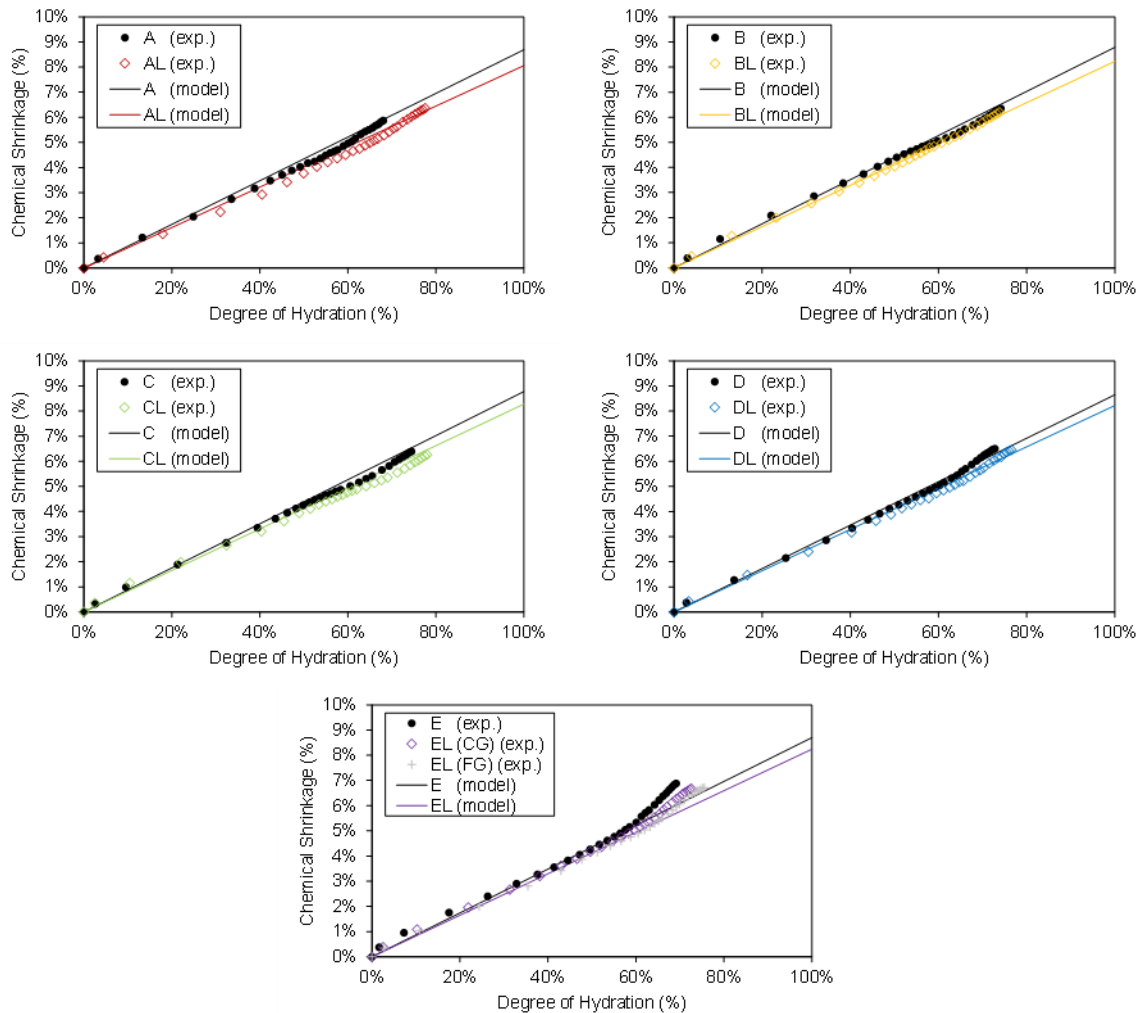 10%
9%
8%
7%
6%
5%
4%
3%
2%
1%
0%
Chemical Shrinkage (%)
A (exp.)
AL (exp.)
A (model)
AL (model)
0% 20% 40% 60% 80% 100%
Degree of Hydration (%)
10%
9%
8%
7%
6%
5%
4%
3%
2%
1%
0%
Chemical Shrinkage (%)
B (exp.)
BL (exp.)
B (model)
BL (model)
0% 20% 40% 60% 80% 100%
Degree of Hydration (%)
10%
9%
8%
7%
6%
5%
4%
3%
2%
1%
0%
Chemical Shrinkage (%)
C (exp.)
CL (exp.)
C (model)
CL (model)
0% 20% 40% 60% 80% 100%
Degree of Hydration (%)
10%
9%
8%
7%
6%
5%
4%
3%
2%
1%
0%
Chemical Shrinkage (%)
D (exp.)
DL (exp.)
D (model)
DL (model)
0% 20% 40% 60% 80% 100%
Degree of Hydration (%)
10%
9%
8%
7%
6%
5%
4%
3%
2%
1%
0%
Chemical Shrinkage (%)
E (exp.)
EL (CG) (exp.)
EL (FG) (exp.)
E (model)
EL (model)
0% 20% 40% 60% 80% 100%
Degree of Hydration (%)